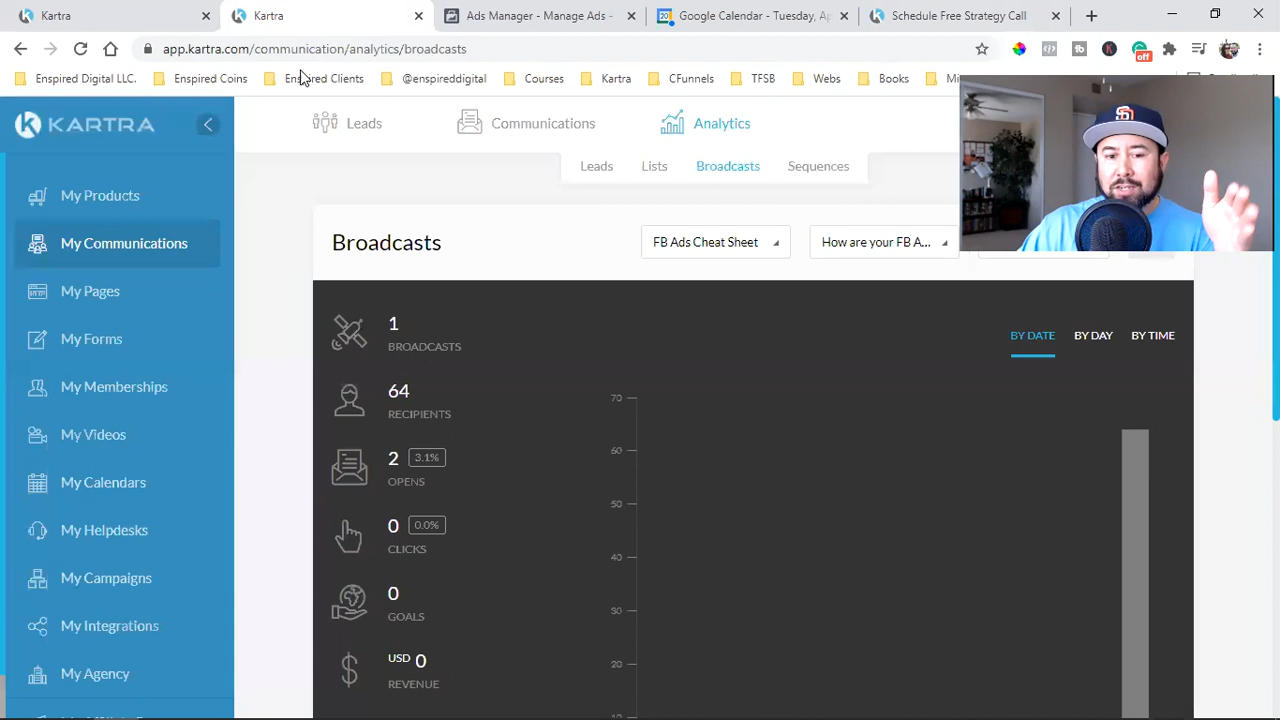 Kartra
Kartra
Ads Manager - Manage Ads -
Google Calendar - Tuesday, Ap
Schedule Free Strategy Call
app.kartra.com/communication/analytics/broadcasts
off
Enspired Digital LLC.
Enspired Coins
Enspired Clients
@enspireddigital
Courses
Kartra
CFunnels
TFSB
Webs
Books
KARTRA
Leads
Communications
Analytics
Leads
Lists
Broadcasts
Sequences
My Products
My Communications
My Pages
My Forms
My Memberships
My Videos
My Calendars
My Helpdesks
My Campaigns
My Integrations
My Agency
Broadcasts
FB Ads Cheat Sheet
How are your FB A...
1
BROADCASTS
64
RECIPIENTS
2 3.1%
OPENS
0 0.0%
CLICKS
0
GOALS
USD 0
REVENUE
BY DATE
BY DAY
BY TIME
70
60
50
40
30
20